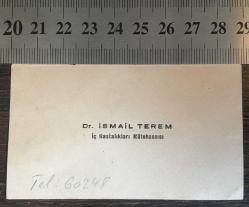 20 21 22 23 24 25 26 27 28 29
Dr. İSMAİL TEREM
İç Hastalıkları Mütehassısı
Tel: 60248